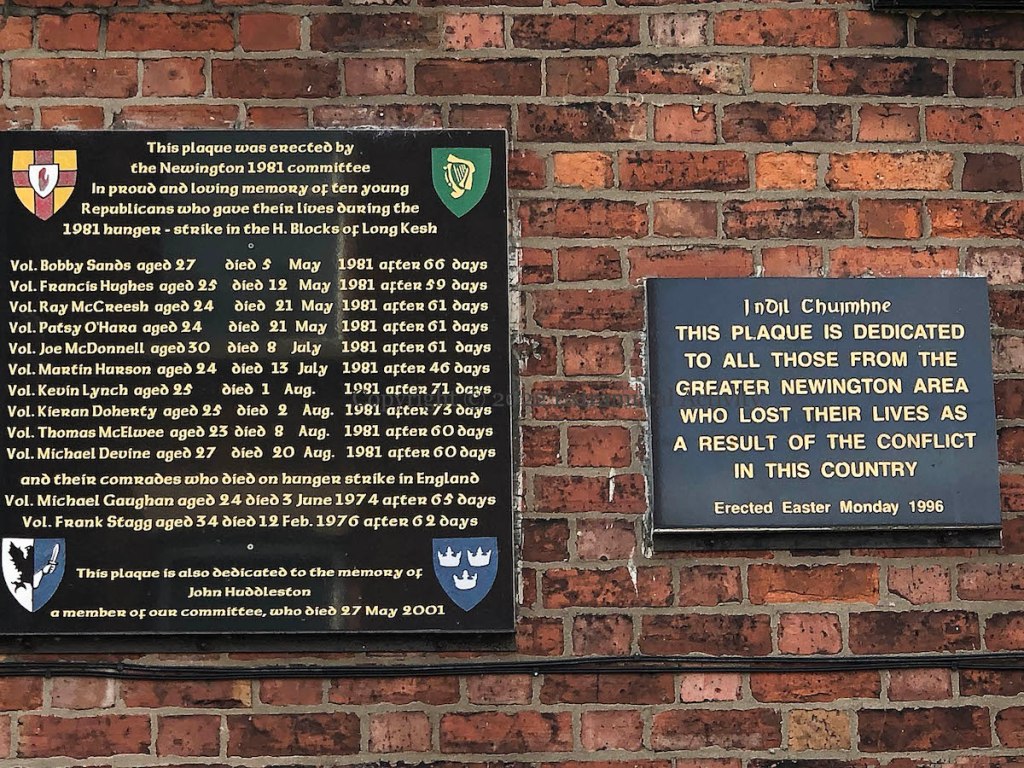 This plaque was erected by
the Newington 1981 committee
In proud and loving memory of ten young
Republicans who gave their lives during the
1981 hunger - strike in the H. Blocks of Long Kesh
Vol. Bobby Sands aged 27 died 5 May 1981 after 66 days
Vol. Francis Hughes aged 25 died 12 May 1981 after 59 days
Vol. Ray McCreesh aged 24 died 21 May 1981 after 61 days
Vol. Patsy O'Hara aged 24 died 21 May 1981 after 61 days
Vol. Joe McDonnell aged 30 died 8 July 1981 after 61 days
Vol. Martin Hurson aged 24 died 13 July 1981 after 46 days
Vol. Kevin Lynch aged 25 died 1 Aug. 1981 after 71 days
Vol. Kieran Doherty aged 25 died 2 Aug. 1981 after 73 days
Vol. Thomas McElwee aged 23 died 8 Aug. 1981 after 60 days
Vol. Michael Devine aged 27 died 20 Aug. 1981 after 60 days
and their comrades who died on hunger strike in England
Vol. Michael Gaughan aged 24 died 3 June 1974 after 65 days
Vol. Frank Stagg aged 34 died 12 Feb. 1976 after 62 days
This plaque is also dedicated to the memory of
John Huddleston
a member of our committee, who died 27 May 2001
Indil Chuimhne
THIS PLAQUE IS DEDICATED
TO ALL THOSE FROM THE
GREATER NEWINGTON AREA
WHO LOST THEIR LIVES AS
A RESULT OF THE CONFLICT
IN THIS COUNTRY
Erected Easter Monday 1996
Copyright ©